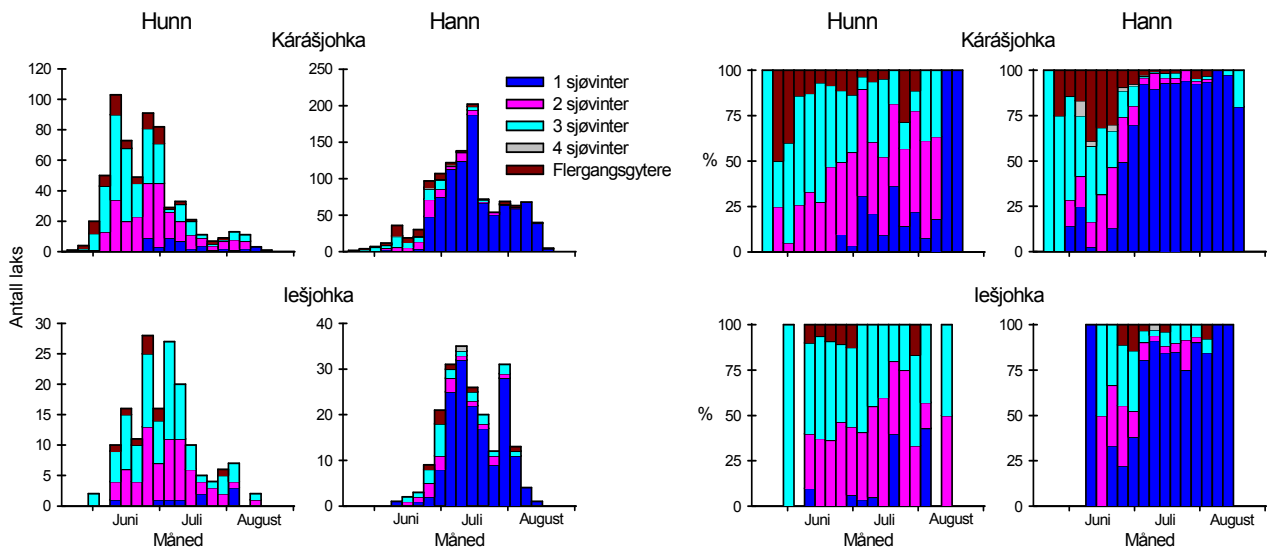 Hunn Hann
Kárášjohka
120
100
80
60
40
20
0
250
200
150
100
50
0
1 sjøvinter
2 sjøvinter
3 sjøvinter
4 sjøvinter
Flergangsgytere
Antall laks
Iešjohka
30
25
20
15
10
5
0
Juni Juli August
Måned
40
30
20
10
0
Juni Juli August
Måned
Hunn Hann
Kárášjohka
100
75
%
50
25
0
100
75
50
25
0
Iešjohka
100
75
%
50
25
0
Juni Juli August
Måned
100
75
50
25
0
Juni Juli August
Måned